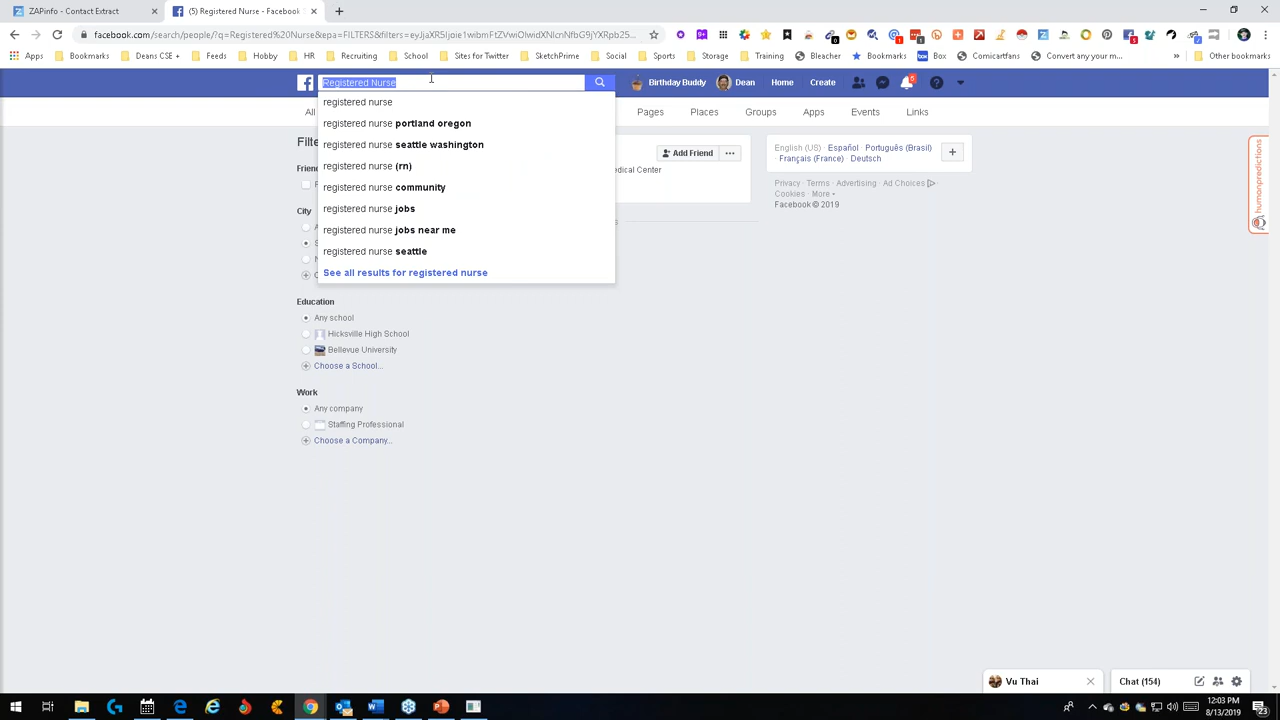 ZAPinfo - Contact Extract
(5) Registered Nurse - Facebook S
facebook.com/search/people/?q=Registered%20Nurse&epa=FILTERS&filters=
Apps Bookmarks Deans CSE + Feeds Hobby HR Recruiting School Sites for Twitter SketchPrime Social Sports Storage Training Bleacher Bookmarks Box Comicartfans Convert any your m... » Other bookmarks
Registered Nurse
Birthday Buddy Dean Home Create 5
registered nurse
All Pages Places Groups Apps Events Links
registered nurse portland oregon
Filte
registered nurse seattle washington
Add Friend
English (US) · Español · Português (Brasil) · Français (France) · Deutsch
registered nurse (rn)
Friend
edical Center
registered nurse community
Privacy · Terms · Advertising · Ad Choices · Cookies · More · Facebook © 2019
humanpredictions
registered nurse jobs
City
registered nurse jobs near me
registered nurse seattle
See all results for registered nurse
Education
Any school
Hicksville High School
Bellevue University
Choose a School...
Work
Any company
Staffing Professional
Choose a Company...
Vu Thai
Chat (154)
12:03 PM
8/13/2019
23